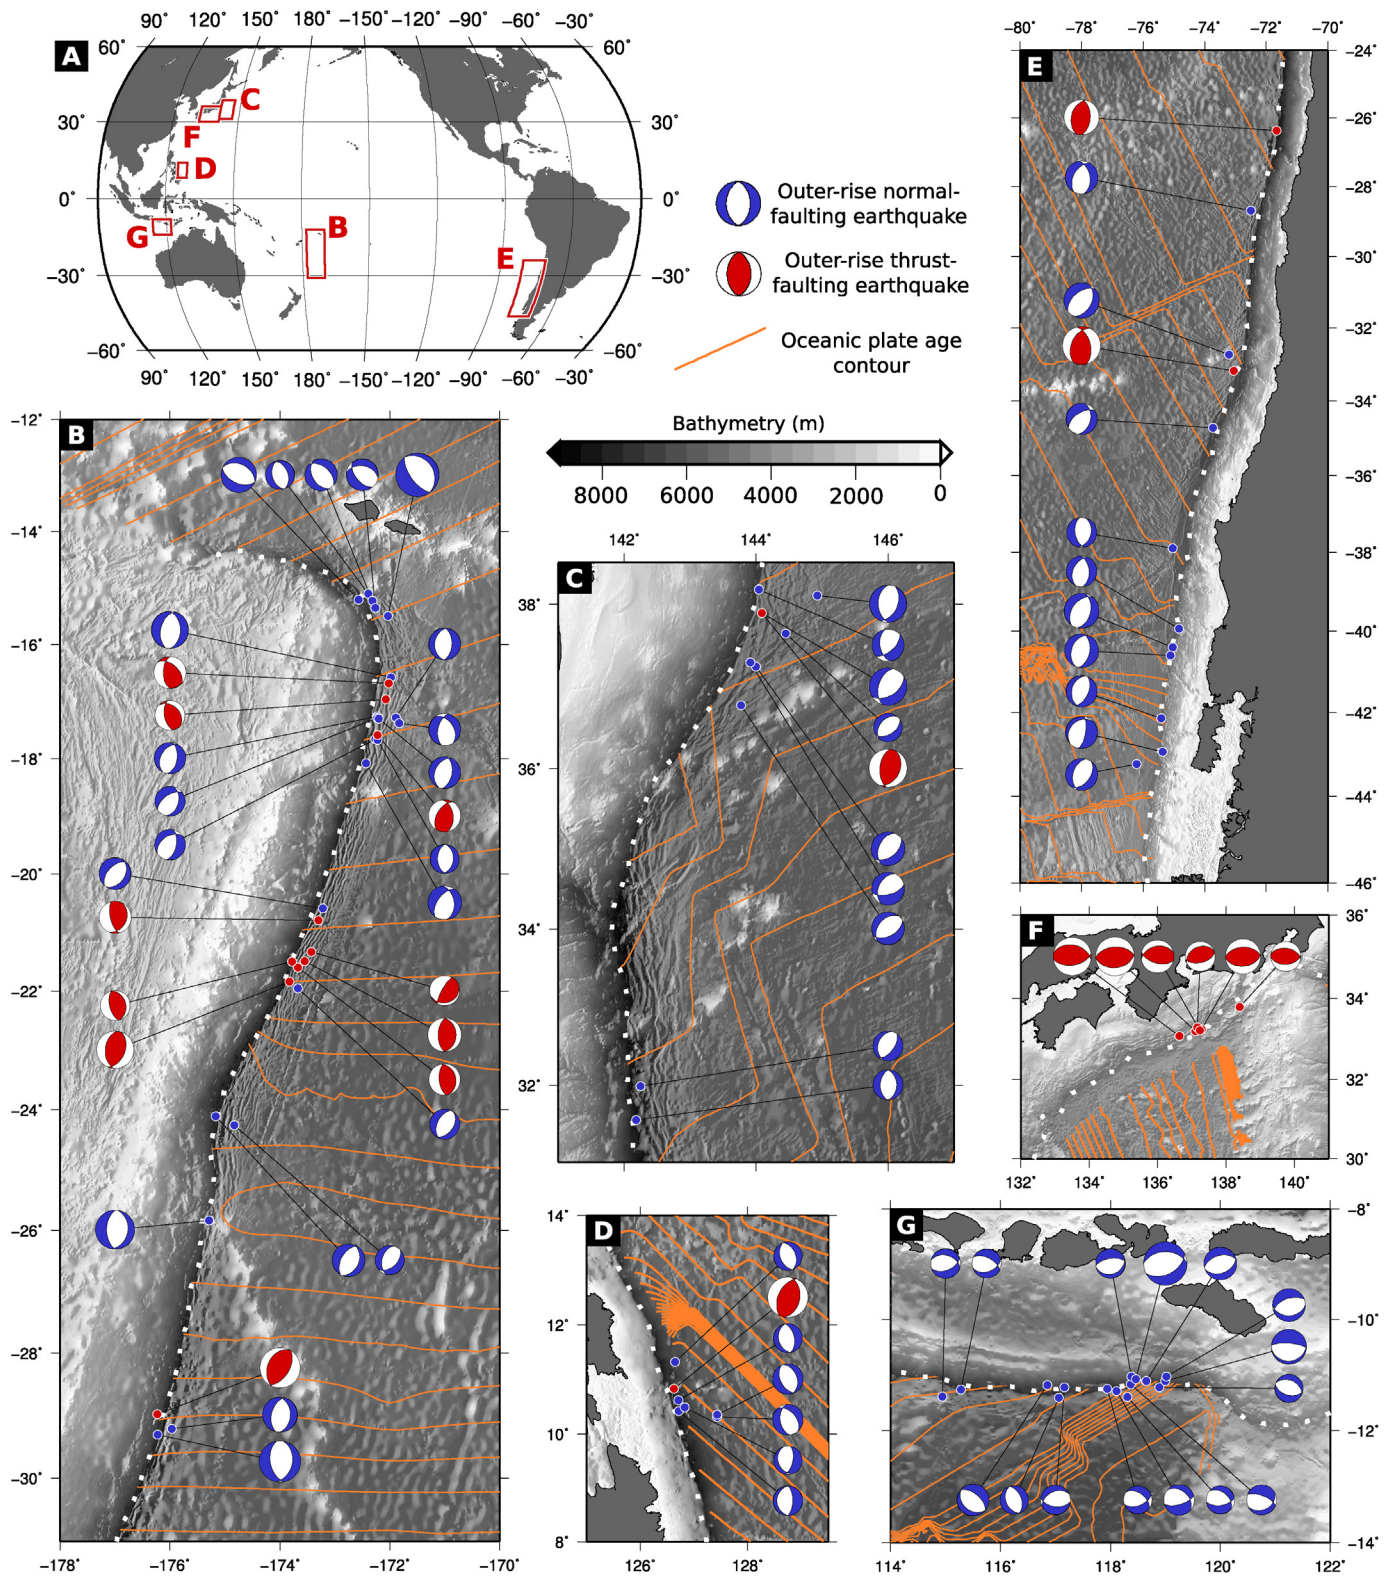 90˚ 120˚ 150˚ 180˚ −150˚ −120˚ −90˚ −60˚ −30˚
60˚ 60˚
30˚ 30˚
0˚ 0˚
−30˚ −30˚
−60˚ −60˚
90˚ 120˚ 150˚ 180˚ −150˚ −120˚ −90˚ −60˚ −30˚
A
C
F
D
G
B
E
Outer-rise normal-
faulting earthquake
Outer-rise thrust-
faulting earthquake
Oceanic plate age
contour
Bathymetry (m)
8000 6000 4000 2000 0
B
−12˚
−14˚
−16˚
−18˚
−20˚
−22˚
−24˚
−26˚
−28˚
−30˚
−178˚ −176˚ −174˚ −172˚ −170˚
C
142˚ 144˚ 146˚
38˚
36˚
34˚
32˚
D
14˚
12˚
10˚
8˚
126˚ 128˚
E
−80˚ −78˚ −76˚ −74˚ −72˚ −70˚
−24˚
−26˚
−28˚
−30˚
−32˚
−34˚
−36˚
−38˚
−40˚
−42˚
−44˚
−46˚
F
36˚
34˚
32˚
30˚
132˚ 134˚ 136˚ 138˚ 140˚
G
−8˚
−10˚
−12˚
−14˚
114˚ 116˚ 118˚ 120˚ 122˚